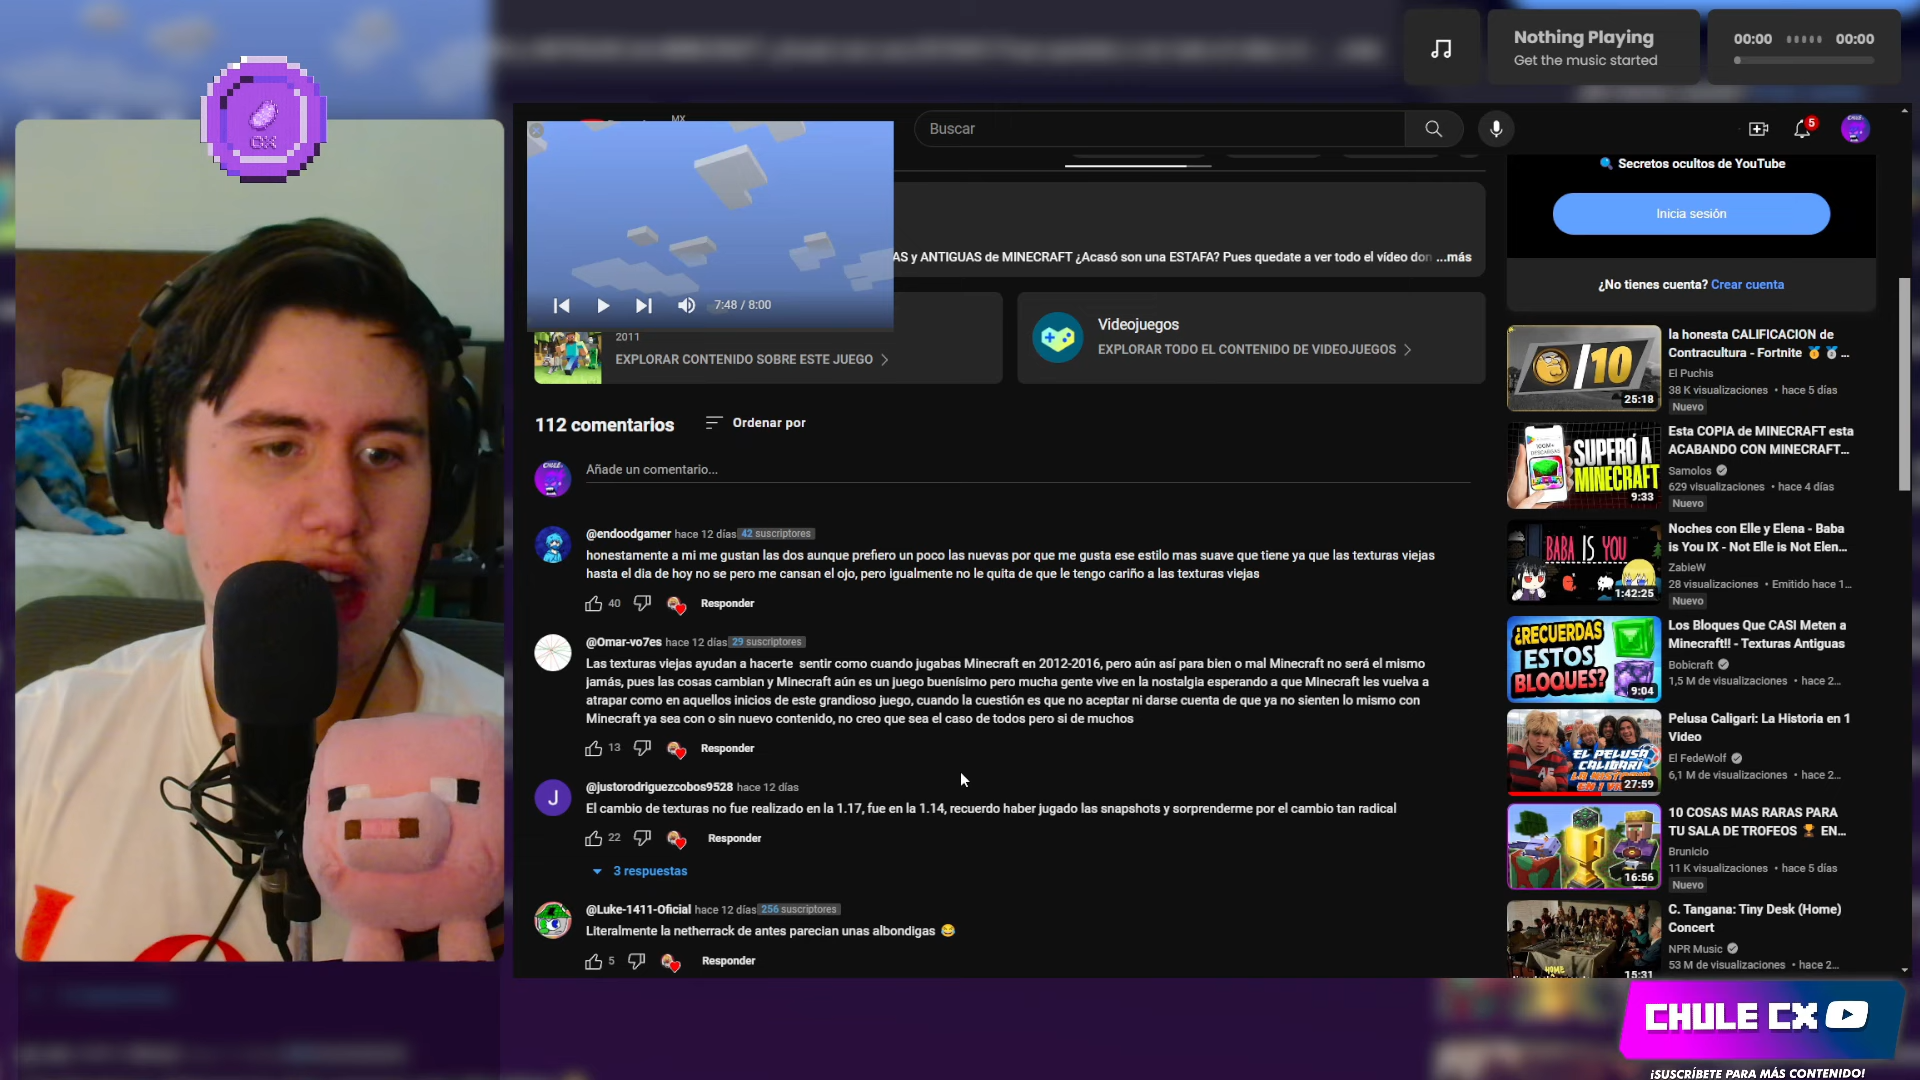 CX
Nothing Playing
Get the music started
00:00
00:00
MX
Buscar
5
7:48 / 8:00
AS y ANTIGUAS de MINECRAFT ¿Acasó son una ESTAFA? Pues quedate a ver todo el vídeo don ...más
2011
EXPLORAR CONTENIDO SOBRE ESTE JUEGO
Videojuegos
EXPLORAR TODO EL CONTENIDO DE VIDEOJUEGOS
112 comentarios
Ordenar por
Añade un comentario...
@endoodgamer hace 12 días 42 suscriptores
honestamente a mi me gustan las dos aunque prefiero un poco las nuevas por que me gusta ese estilo mas suave que tiene ya que las texturas viejas
hasta el dia de hoy no se pero me cansan el ojo, pero igualmente no le quita de que le tengo cariño a las texturas viejas
40
Responder
@Omar-vo7es hace 12 días 29 suscriptores
Las texturas viejas ayudan a hacerte sentir como cuando jugabas Minecraft en 2012-2016, pero aún así para bien o mal Minecraft no será el mismo
jamás, pues las cosas cambian y Minecraft aún es un juego buenísimo pero mucha gente vive en la nostalgia esperando a que Minecraft les vuelva a
atrapar como en aquellos inicios de este grandioso juego, cuando la cuestión es que no aceptar ni darse cuenta de que ya no sienten lo mismo con
Minecraft ya sea con o sin nuevo contenido, no creo que sea el caso de todos pero si de muchos
13
Responder
J
@justorodriguezcobos9528 hace 12 días
El cambio de texturas no fue realizado en la 1.17, fue en la 1.14, recuerdo haber jugado las snapshots y sorprenderme por el cambio tan radical
22
Responder
3 respuestas
@Luke-1411-Oficial hace 12 días 256 suscriptores
Literalmente la netherrack de antes parecian unas albondigas 😂
5
Responder
🔍 Secretos ocultos de YouTube
Inicia sesión
¿No tienes cuenta? Crear cuenta
/10
25:18
la honesta CALIFICACION de
Contracultura - Fortnite 🥇 🥈 ...
El Puchis
38 K visualizaciones • hace 5 días
Nuevo
SUPERÓ A
MINECRAFT
9:33
Esta COPIA de MINECRAFT esta
ACABANDO CON MINECRAFT...
Samolos
629 visualizaciones • hace 4 días
Nuevo
BABA IS YOU
1:42:25
Noches con Elle y Elena - Baba
is You IX - Not Elle is Not Elen...
ZabieW
28 visualizaciones • Emitido hace 1...
Nuevo
¿RECUERDAS
ESTOS
BLOQUES?
9:04
Los Bloques Que CASI Meten a
Minecraft!! - Texturas Antiguas
Bobicraft
1,5 M de visualizaciones • hace 2...
EL PELUSA
CALIGARI
27:59
Pelusa Caligari: La Historia en 1
Video
El FedeWolf
6,1 M de visualizaciones • hace 2...
16:56
10 COSAS MAS RARAS PARA
TU SALA DE TROFEOS 🏆 EN...
Brunicio
11 K visualizaciones • hace 5 días
Nuevo
HOME
15:31
C. Tangana: Tiny Desk (Home)
Concert
NPR Music
53 M de visualizaciones • hace 2...
CHULE CX
¡SUSCRÍBETE PARA MÁS CONTENIDO!